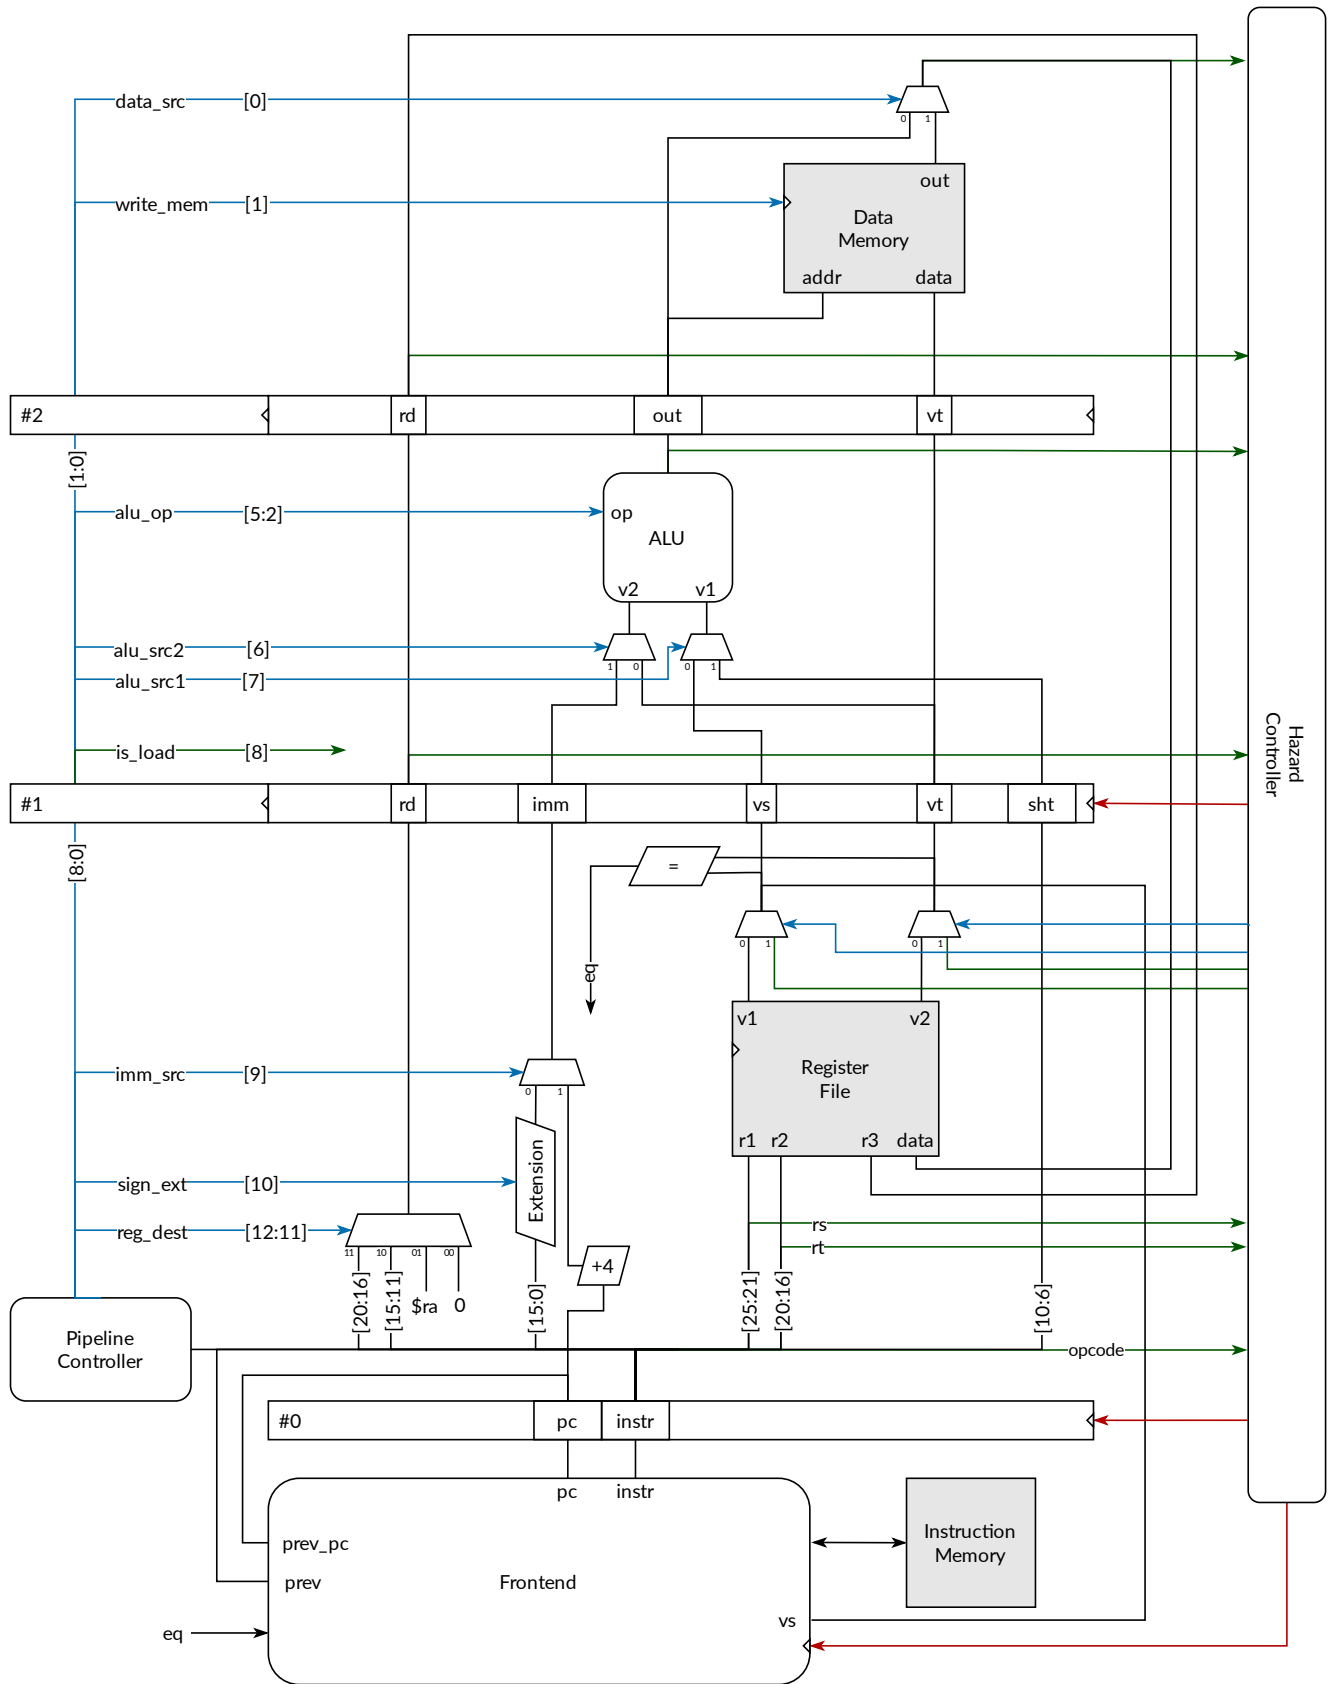 data_src [0]
0 1
out
write_mem [1]
Data
Memory
addr data
#2 rd out vt
[1:0]
alu_op [5:2] op
ALU
v2 v1
alu_src2 [6]
1 0 0 1
alu_src1 [7]
is_load [8]
Hazard
Controller
#1 rd imm vs vt sht
[8:0]
=
0 1 0 1
eq
v1 v2
imm_src [9]
Register
File
0 1
r1 r2 r3 data
Extension
sign_ext [10]
reg_dest [12:11]
rs
rt
11 10 01 00
+4
[20:16] [15:11] $ra 0 [15:0] [25:21] [20:16] [10:6]
Pipeline
Controller
opcode
#0 pc instr
pc instr
prev_pc
prev
Frontend
Instruction
Memory
vs
eq